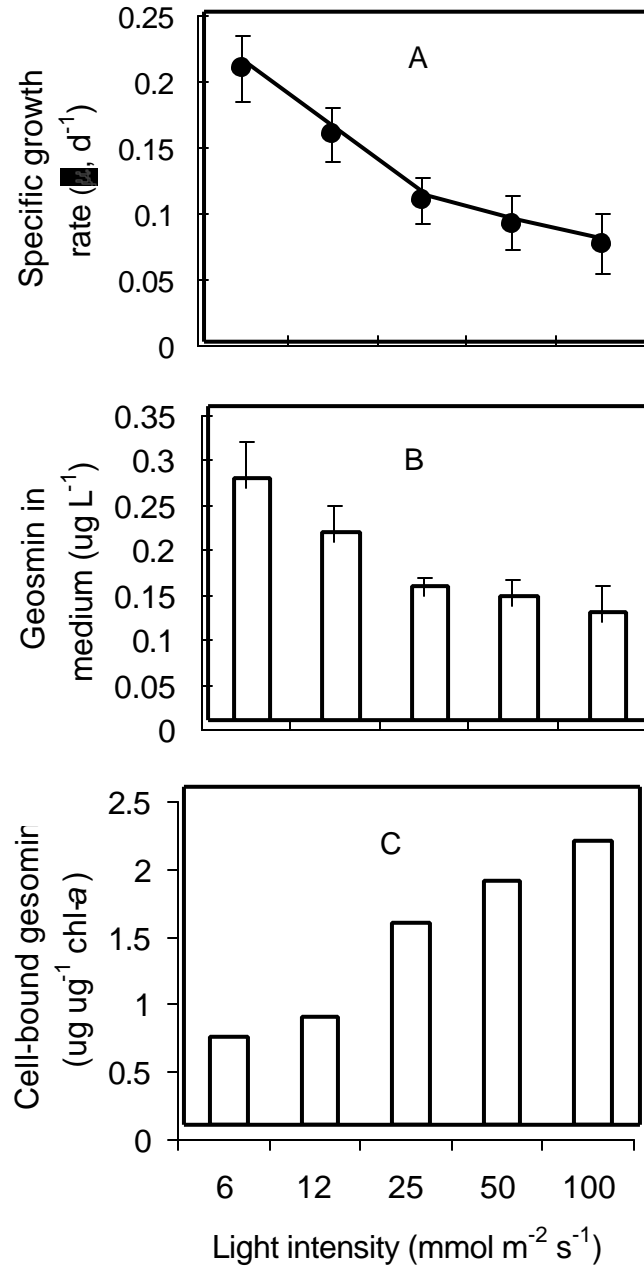 A
Specific growth
rate (μ, d⁻¹)
0.25
0.2
0.15
0.1
0.05
0
B
Geosmin in
medium (ug L⁻¹)
0.35
0.3
0.25
0.2
0.15
0.1
0.05
0
C
Cell-bound gesomin
(ug ug⁻¹ chl-a)
2.5
2
1.5
1
0.5
0
6 12 25 50 100
Light intensity (mmol m⁻² s⁻¹)